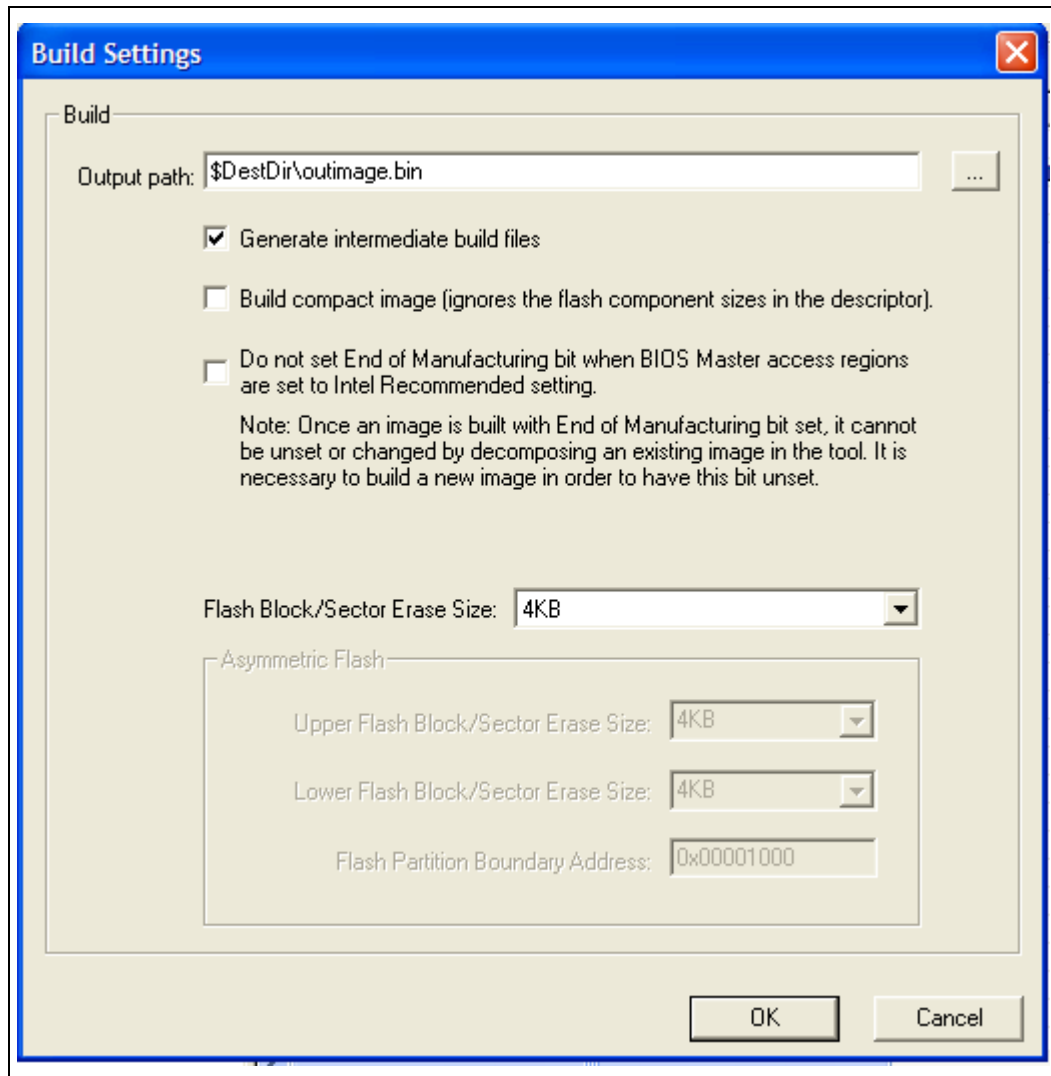 Build Settings
Build
Output path: $DestDir\outimage.bin ...
Generate intermediate build files
Build compact image (ignores the flash component sizes in the descriptor).
Do not set End of Manufacturing bit when BIOS Master access regions
are set to Intel Recommended setting.
Note: Once an image is built with End of Manufacturing bit set, it cannot
be unset or changed by decomposing an existing image in the tool. It is
necessary to build a new image in order to have this bit unset.
Flash Block/Sector Erase Size: 4KB
Asymmetric Flash
Upper Flash Block/Sector Erase Size: 4KB
Lower Flash Block/Sector Erase Size: 4KB
Flash Partition Boundary Address: 0x00001000
OK Cancel